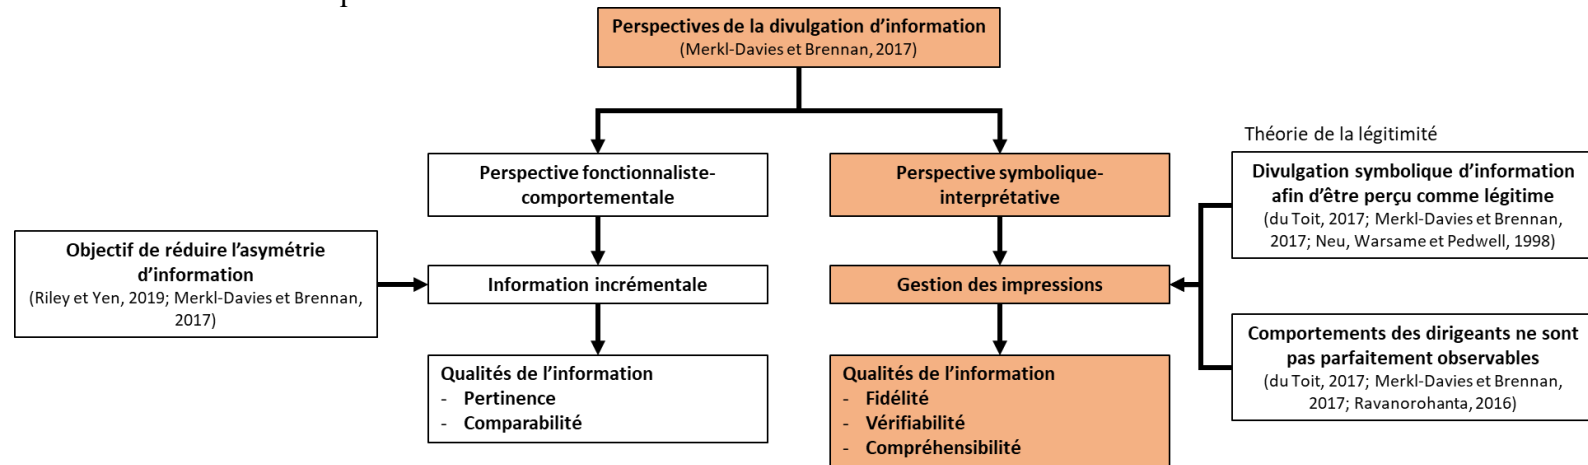 Perspectives de la divulgation d’information
(Merkl-Davies et Brennan, 2017)
Perspective fonctionnaliste-
comportementale
Perspective symbolique-
interprétative
Théorie de la légitimité
Divulgation symbolique d’information
afin d’être perçu comme légitime
(du Toit, 2017; Merkl-Davies et Brennan,
2017; Neu, Warsame et Pedwell, 1998)
Objectif de réduire l’asymétrie
d’information
(Riley et Yen, 2019; Merkl-Davies et Brennan,
2017)
Information incrémentale
Gestion des impressions
Comportements des dirigeants ne sont
pas parfaitement observables
(du Toit, 2017; Merkl-Davies et Brennan,
2017; Ravanorohanta, 2016)
Qualités de l’information
- Pertinence
- Comparabilité
Qualités de l’information
- Fidélité
- Vérifiabilité
- Compréhensibilité